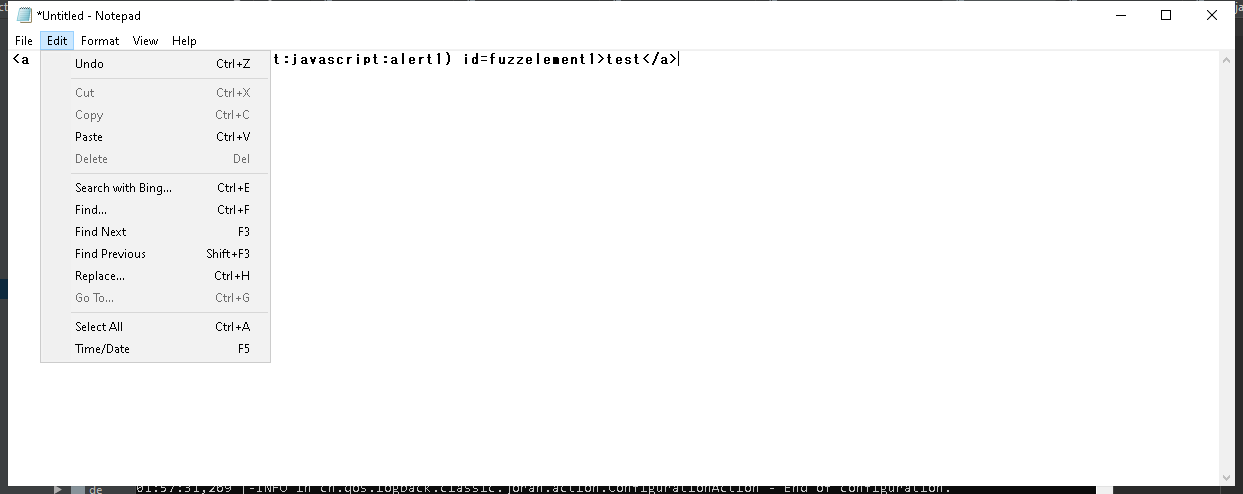 *Untitled - Notepad
File Edit Format View Help
<a t:javascript:alert1) id=fuzzelement1>test</a>
Undo Ctrl+Z
Cut Ctrl+X
Copy Ctrl+C
Paste Ctrl+V
Delete Del
Search with Bing... Ctrl+E
Find... Ctrl+F
Find Next F3
Find Previous Shift+F3
Replace... Ctrl+H
Go To... Ctrl+G
Select All Ctrl+A
Time/Date F5
de 01:57:31,269 |-INFO in ch.qos.logback.classic.joran.action.ConfigurationAction - End of configuration.